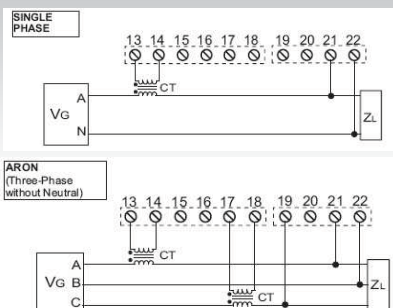 SINGLE
PHASE
13 14 15 16 17 18 19 20 21 22
CT
A
VG
ZL
N
ARON
(Three-Phase
without Neutral)
13 14 15 16 17 18 19 20 21 22
CT
A
VG B
ZL
CT
C